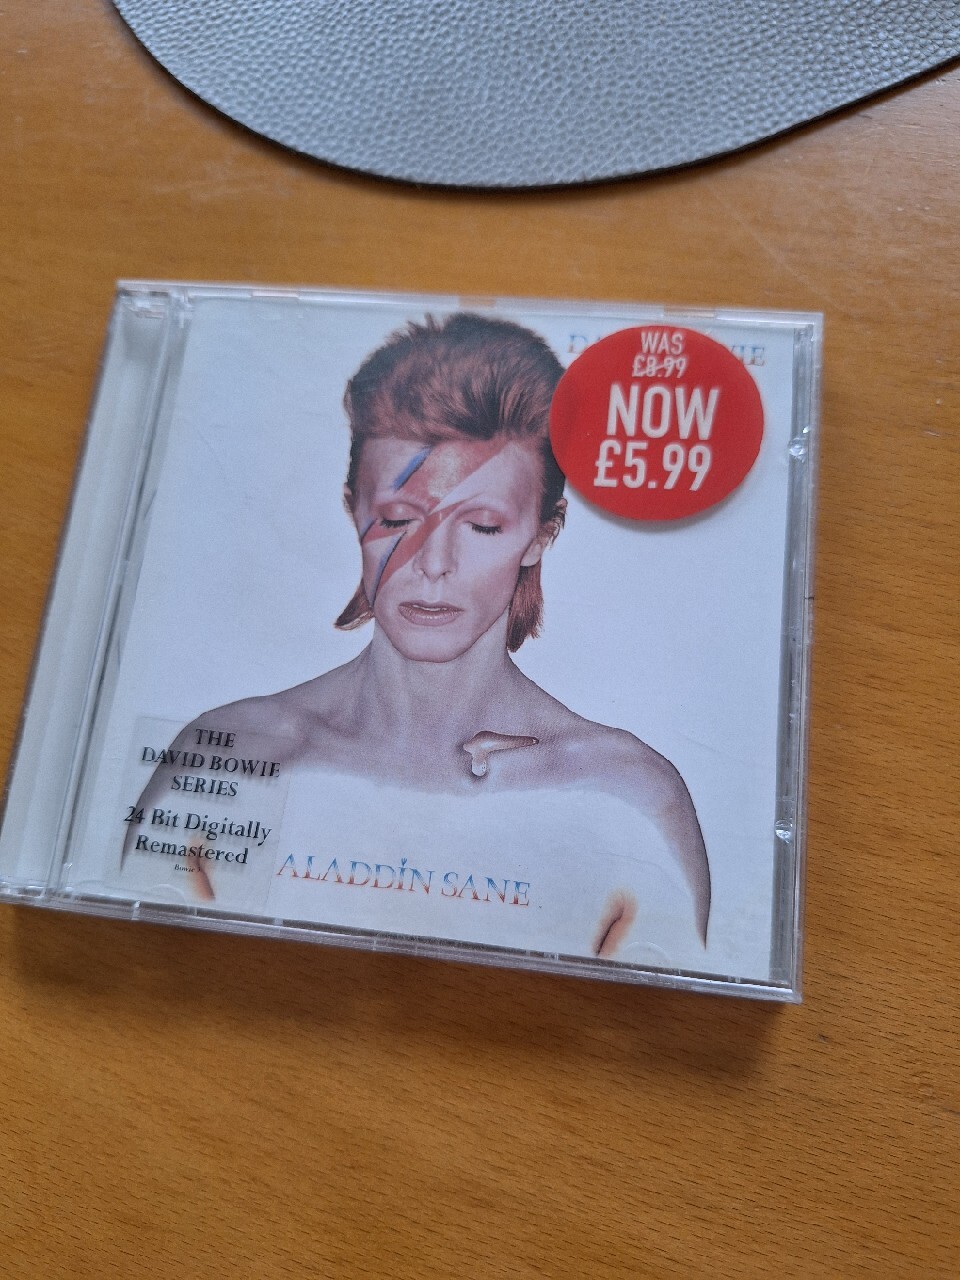 WAS
£8.99
NOW
£5.99
THE
DAVID BOWIE
SERIES
24 Bit Digitally
Remastered
ALADDIN SANE